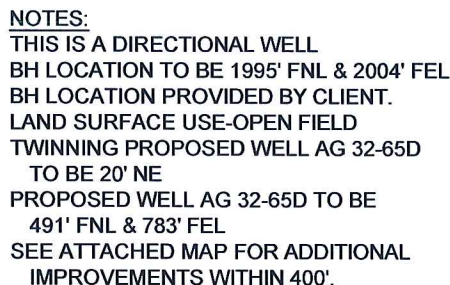 NOTES:
THIS IS A DIRECTIONAL WELL
BH LOCATION TO BE 1995' FNL & 2004' FEL
BH LOCATION PROVIDED BY CLIENT.
LAND SURFACE USE-OPEN FIELD
TWINNING PROPOSED WELL AG 32-65D
TO BE 20' NE
PROPOSED WELL AG 32-65D TO BE
491' FNL & 783' FEL
SEE ATTACHED MAP FOR ADDITIONAL
IMPROVEMENTS WITHIN 400'.